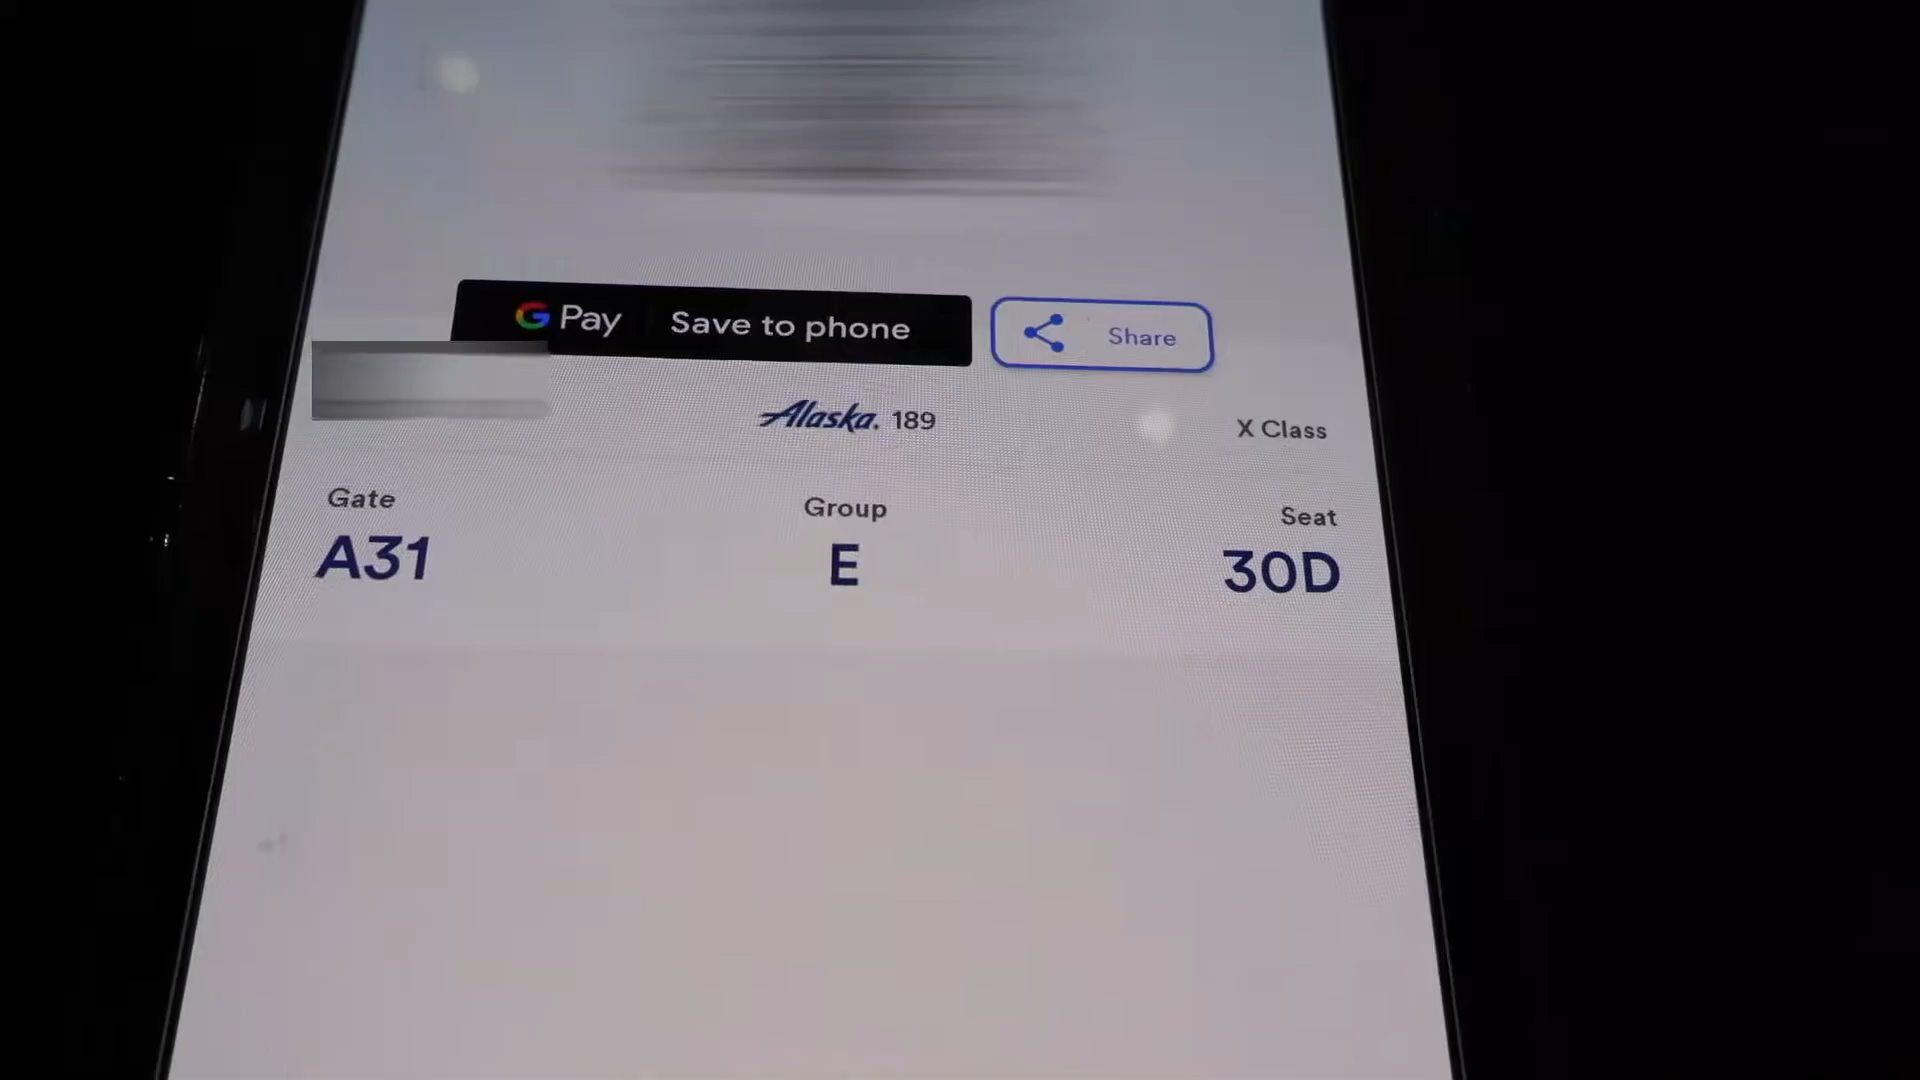 G Pay Save to phone
Share
Alaska. 189
X Class
Gate
Group
Seat
A31
E
30D